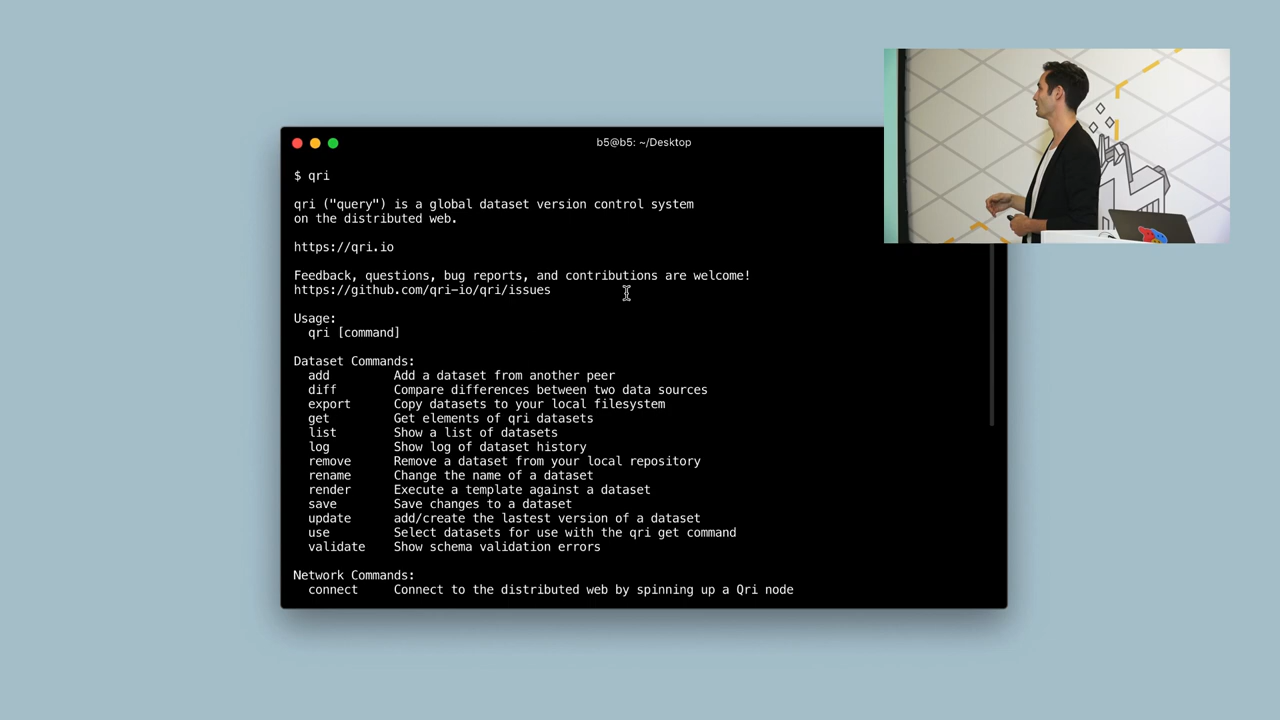 b5@b5: ~/Desktop
$ qri
qri ("query") is a global dataset version control system
on the distributed web.
https://qri.io
Feedback, questions, bug reports, and contributions are welcome!
https://github.com/qri-io/qri/issues
Usage:
qri [command]
Dataset Commands:
add Add a dataset from another peer
diff Compare differences between two data sources
export Copy datasets to your local filesystem
get Get elements of qri datasets
list Show a list of datasets
log Show log of dataset history
remove Remove a dataset from your local repository
rename Change the name of a dataset
render Execute a template against a dataset
save Save changes to a dataset
update add/create the lastest version of a dataset
use Select datasets for use with the qri get command
validate Show schema validation errors
Network Commands:
connect Connect to the distributed web by spinning up a Qri node